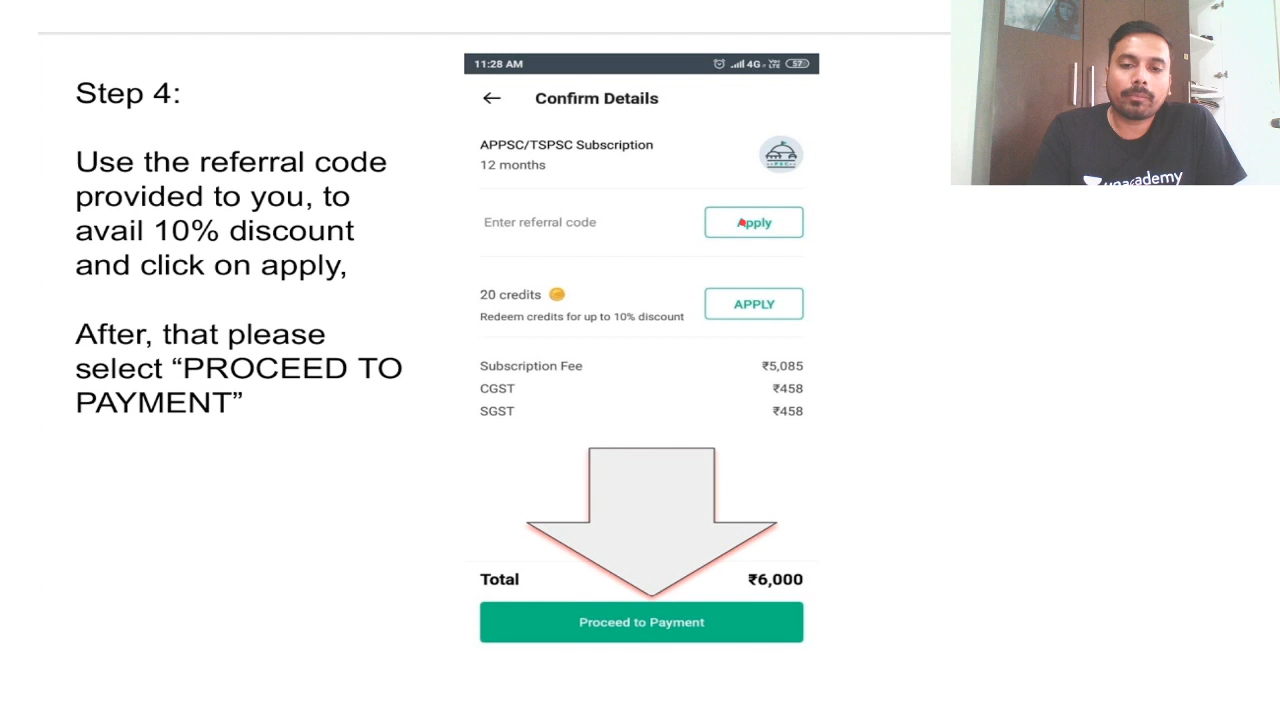 Step 4:
Use the referral code
provided to you, to
avail 10% discount
and click on apply,
After, that please
select “PROCEED TO
PAYMENT”
11:28 AM
4G
57
Confirm Details
APPSC/TSPSC Subscription
12 months
Enter referral code
Apply
20 credits
APPLY
Redeem credits for up to 10% discount
Subscription Fee ₹5,085
CGST ₹458
SGST ₹458
Total ₹6,000
Proceed to Payment